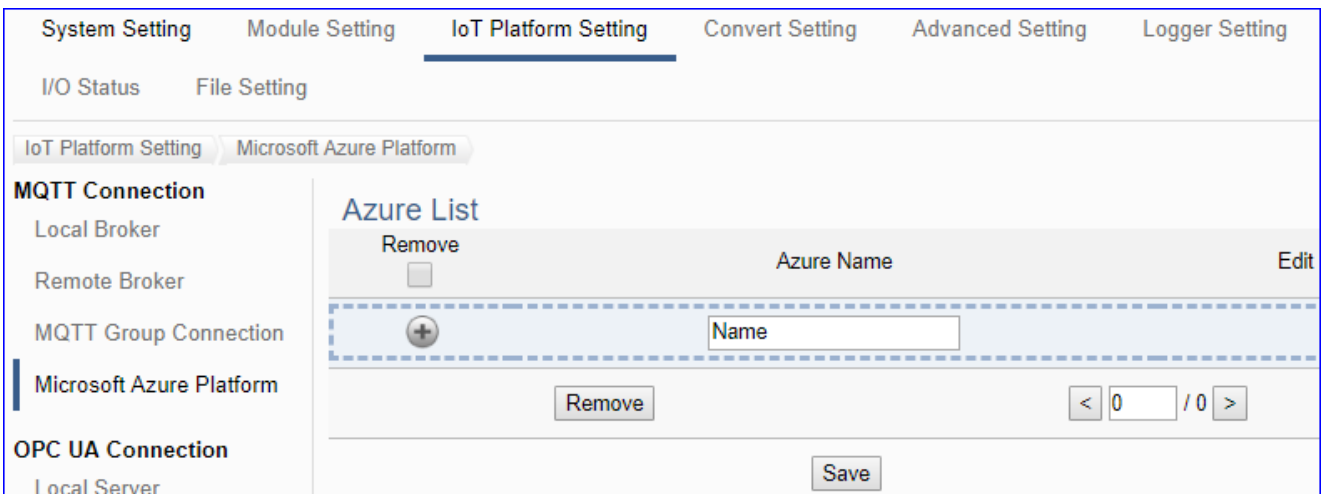 System Setting Module Setting IoT Platform Setting Convert Setting Advanced Setting Logger Setting
I/O Status File Setting
IoT Platform Setting Microsoft Azure Platform
MQTT Connection
Local Broker
Remote Broker
MQTT Group Connection
Microsoft Azure Platform
OPC UA Connection
Local Server
Azure List
Remove Azure Name Edit
Name
Remove < 0 / 0 >
Save